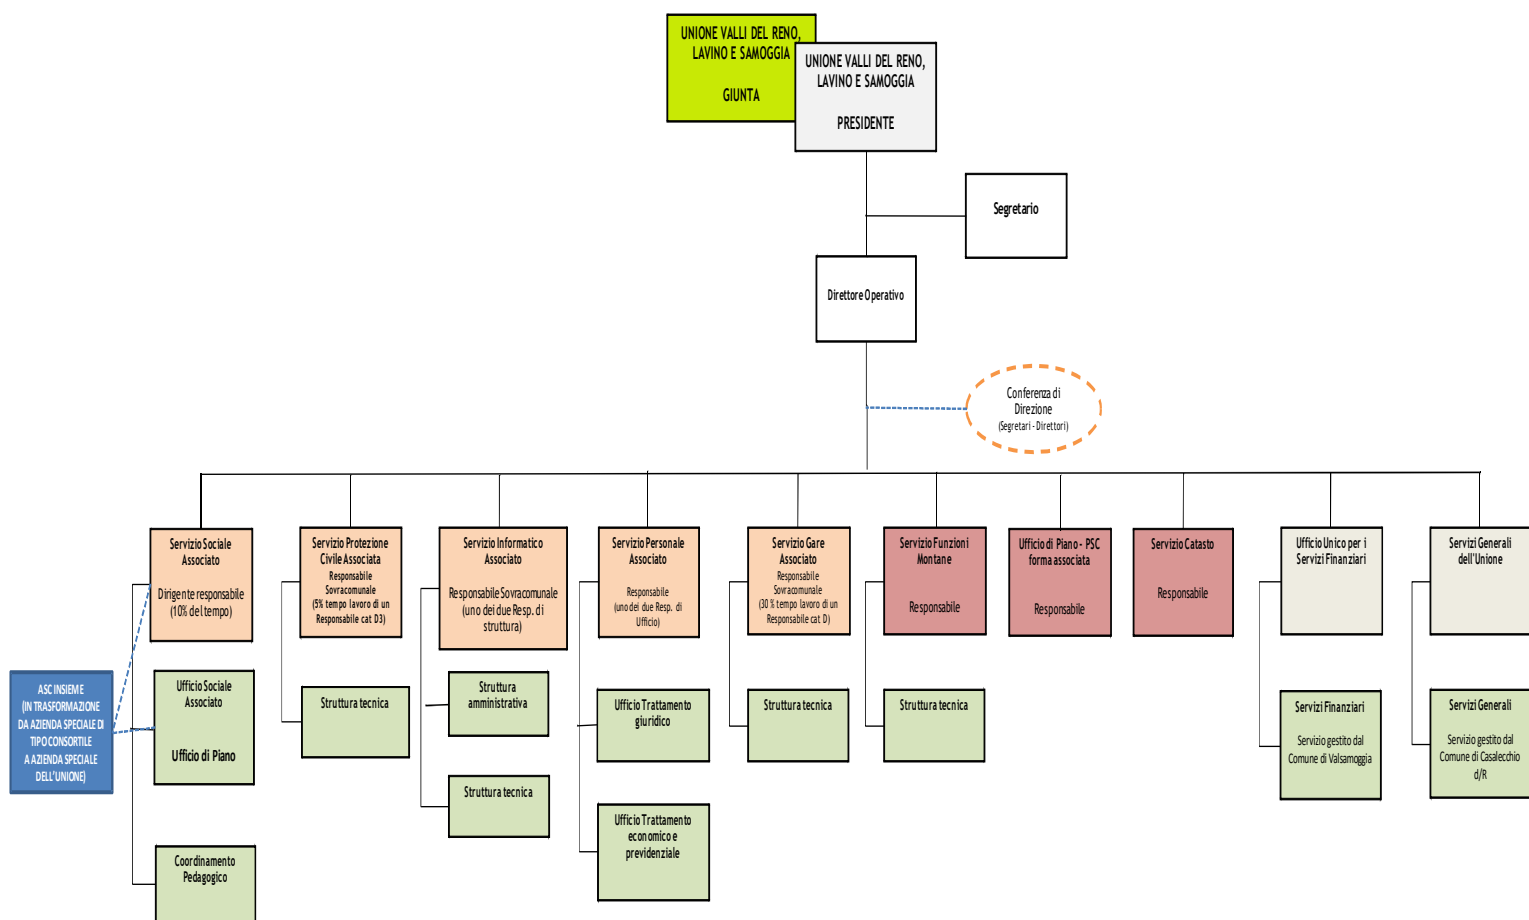 UNIONE VALLI DEL RENO,
LAVINO E SAMOGGIA
GIUNTA
UNIONE VALLI DEL RENO,
LAVINO E SAMOGGIA
PRESIDENTE
Segretario
Direttore Operativo
Conferenza di
Direzione
(Segretari - Direttori)
Servizio Sociale
Associato
Dirigente responsabile
(10% del tempo)
Servizio Protezione
Civile Associata
Responsabile
Sovracomunale
(5% tempo lavoro di un
Responsabile cat D3)
Servizio Informatico
Associato
Responsabile Sovracomunale
(uno dei due Resp. di
struttura)
Servizio Personale
Associato
Responsabile
(uno dei due Resp. di
Ufficio)
Servizio Gare
Associato
Responsabile
Sovracomunale
(30 % tempo lavoro di un
Responsabile cat D)
Servizio Funzioni
Montane
Responsabile
Ufficio di Piano - PSC
forma associata
Responsabile
Servizio Catasto
Responsabile
Ufficio Unico per i
Servizi Finanziari
Servizi Generali
dell'Unione
ASC INSIEME
(IN TRASFORMAZIONE
DA AZIENDA SPECIALE DI
TIPO CONSORTILE
A AZIENDA SPECIALE
DELL'UNIONE)
Ufficio Sociale
Associato
Ufficio di Piano
Struttura tecnica
Struttura
amministrativa
Ufficio Trattamento
giuridico
Struttura tecnica
Struttura tecnica
Servizi Finanziari
Servizio gestito dal
Comune di Valsamoggia
Servizi Generali
Servizio gestito dal
Comune di Casalecchio
d/R
Struttura tecnica
Ufficio Trattamento
economico e
previdenziale
Coordinamento
Pedagogico